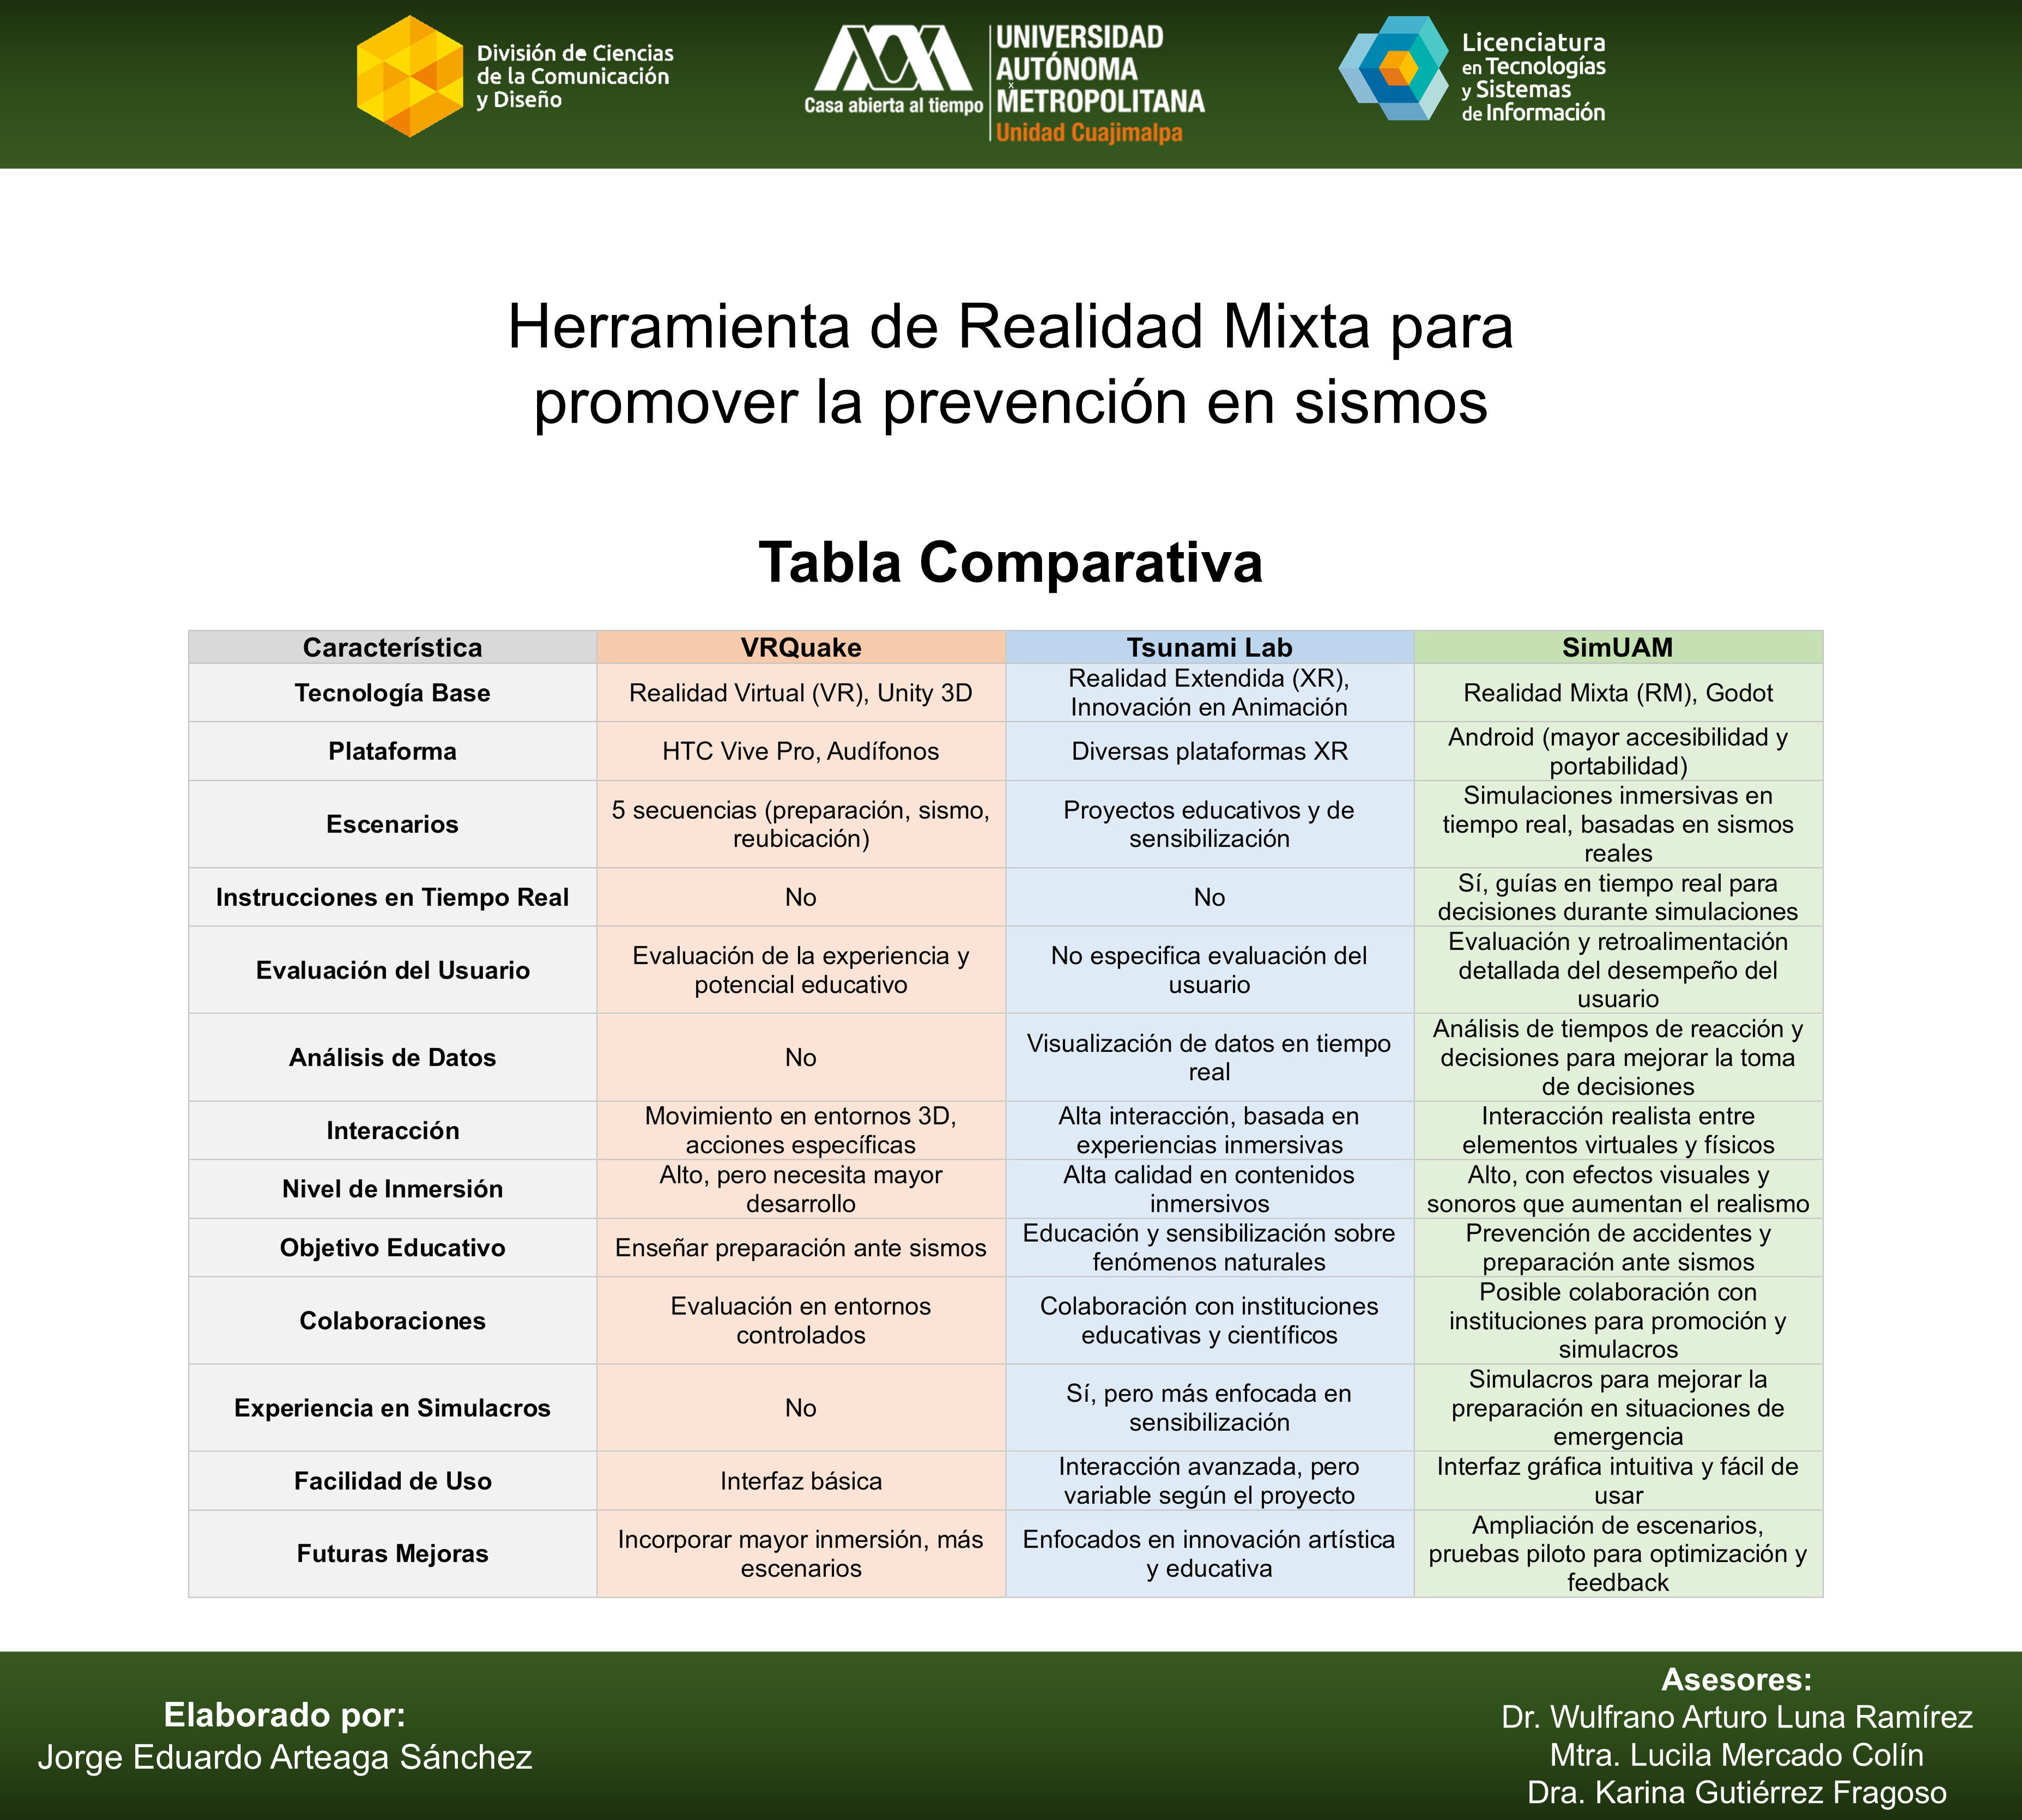 División de Ciencias
de la Comunicación
y Diseño
Casa abierta al tiempo
UNIVERSIDAD
AUTÓNOMA
x
METROPOLITANA
Unidad Cuajimalpa
Licenciatura
en Tecnologías
y Sistemas
de Información
Herramienta de Realidad Mixta para
promover la prevención en sismos
Tabla Comparativa
Característica
VRQuake
Tsunami Lab
SimUAM
Tecnología Base
Realidad Virtual (VR), Unity 3D
Realidad Extendida (XR),
Innovación en Animación
Realidad Mixta (RM), Godot
Plataforma
HTC Vive Pro, Audífonos
Diversas plataformas XR
Android (mayor accesibilidad y
portabilidad)
Escenarios
5 secuencias (preparación, sismo,
reubicación)
Proyectos educativos y de
sensibilización
Simulaciones inmersivas en
tiempo real, basadas en sismos
reales
Instrucciones en Tiempo Real
No
No
Sí, guías en tiempo real para
decisiones durante simulaciones
Evaluación del Usuario
Evaluación de la experiencia y
potencial educativo
No especifica evaluación del
usuario
Evaluación y retroalimentación
detallada del desempeño del
usuario
Análisis de Datos
No
Visualización de datos en tiempo
real
Análisis de tiempos de reacción y
decisiones para mejorar la toma
de decisiones
Interacción
Movimiento en entornos 3D,
acciones específicas
Alta interacción, basada en
experiencias inmersivas
Interacción realista entre
elementos virtuales y físicos
Nivel de Inmersión
Alto, pero necesita mayor
desarrollo
Alta calidad en contenidos
inmersivos
Alto, con efectos visuales y
sonoros que aumentan el realismo
Objetivo Educativo
Enseñar preparación ante sismos
Educación y sensibilización sobre
fenómenos naturales
Prevención de accidentes y
preparación ante sismos
Colaboraciones
Evaluación en entornos
controlados
Colaboración con instituciones
educativas y científicos
Posible colaboración con
instituciones para promoción y
simulacros
Experiencia en Simulacros
No
Sí, pero más enfocada en
sensibilización
Simulacros para mejorar la
preparación en situaciones de
emergencia
Facilidad de Uso
Interfaz básica
Interacción avanzada, pero
variable según el proyecto
Interfaz gráfica intuitiva y fácil de
usar
Futuras Mejoras
Incorporar mayor inmersión, más
escenarios
Enfocados en innovación artística
y educativa
Ampliación de escenarios,
pruebas piloto para optimización y
feedback
Elaborado por:
Jorge Eduardo Arteaga Sánchez
Asesores:
Dr. Wulfrano Arturo Luna Ramírez
Mtra. Lucila Mercado Colín
Dra. Karina Gutiérrez Fragoso